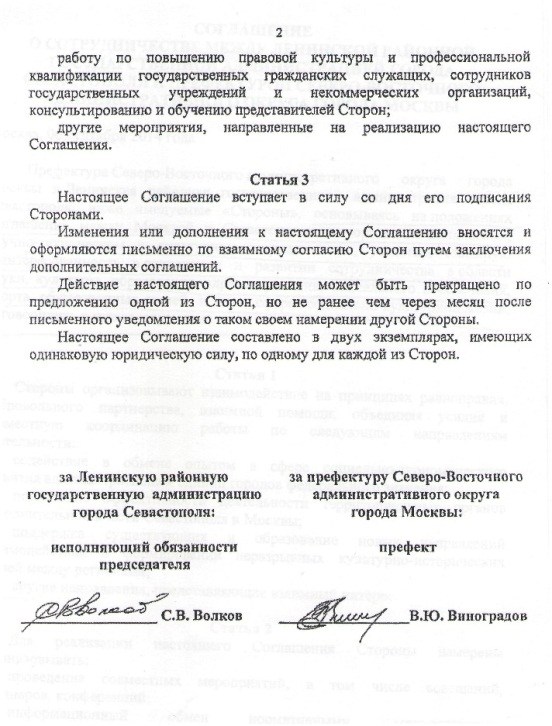 2
работу по повышению правовой культуры и профессиональной
квалификации государственных гражданских служащих, сотрудников
государственных учреждений и некоммерческих организаций,
консультированию и обучению представителей Сторон;
другие мероприятия, направленные на реализацию настоящего
Соглашения.
Статья 3
Настоящее Соглашение вступает в силу со дня его подписания
Сторонами.
Изменения или дополнения к настоящему Соглашению вносятся и
оформляются письменно по взаимному согласию Сторон путем заключения
дополнительных соглашений.
Действие настоящего Соглашения может быть прекращено по
предложению одной из Сторон, но не ранее чем через месяц после
письменного уведомления о таком своем намерении другой Стороны.
Настоящее Соглашение составлено в двух экземплярах, имеющих
одинаковую юридическую силу, по одному для каждой из Сторон.
за Ленинскую районную
государственную администрацию
города Севастополя:
исполняющий обязанности
председателя
С.В. Волков
за префектуру Северо-Восточного
административного округа
города Москвы:
префект
В.Ю. Виноградов